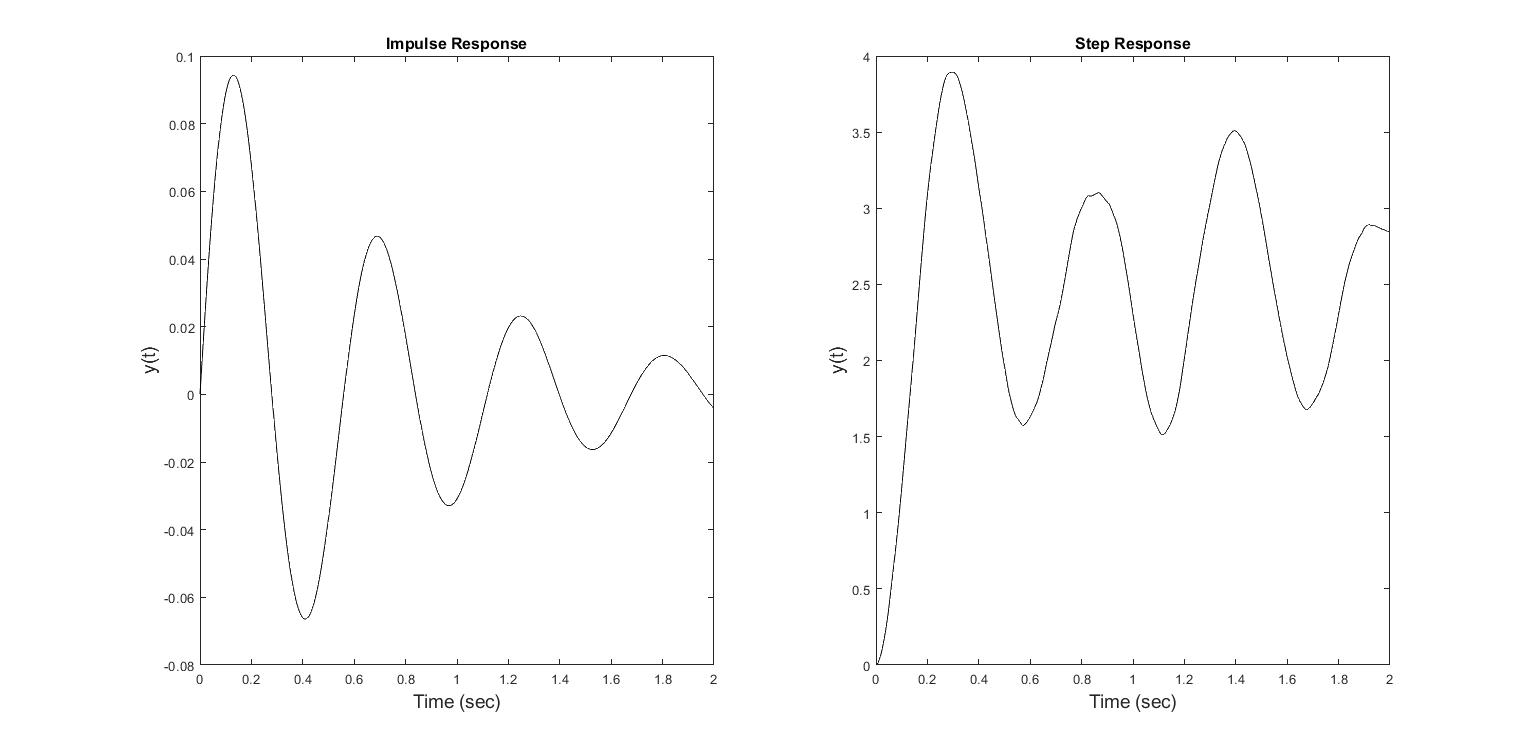 Impulse Response
0.1
0.08
0.06
0.04
0.02
0
-0.02
-0.04
-0.06
-0.08
y(t)
0 0.2 0.4 0.6 0.8 1 1.2 1.4 1.6 1.8 2
Time (sec)
Step Response
4
3.5
3
2.5
2
1.5
1
0.5
0
y(t)
0 0.2 0.4 0.6 0.8 1 1.2 1.4 1.6 1.8 2
Time (sec)